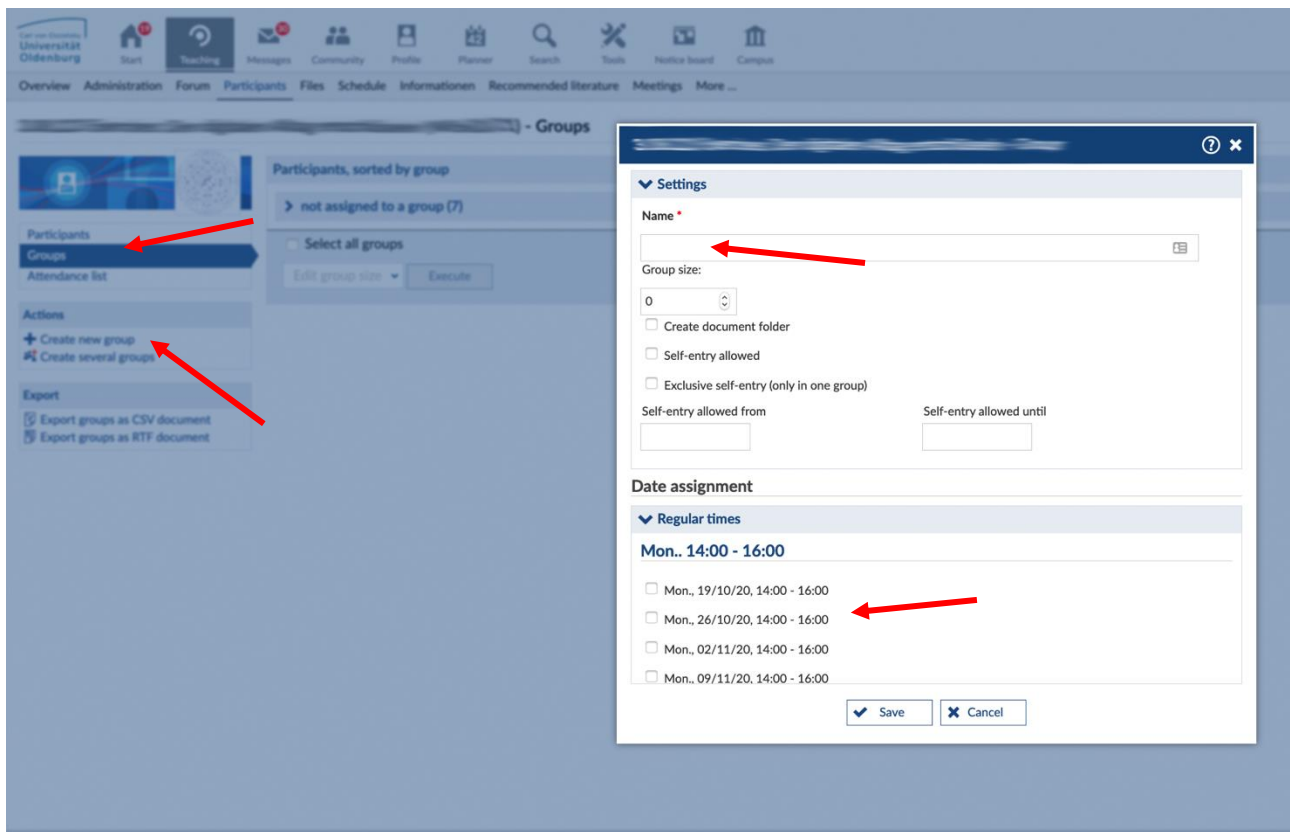 Carl von Ossietzky
Universität
Oldenburg
19
Start
Teaching
Messages
Community
Profile
Planner
Search
Tools
Notice board
Campus
Overview Administration Forum Participants Files Schedule Informationen Recommended literature Meetings More ...
- Groups
Participants
Groups
Attendance list
Actions
Create new group
Create several groups
Export
Export groups as CSV document
Export groups as RTF document
Participants, sorted by group
not assigned to a group (7)
Select all groups
Edit group size
Execute
Settings
Name *
Group size:
0
Create document folder
Self-entry allowed
Exclusive self-entry (only in one group)
Self-entry allowed from Self-entry allowed until
Date assignment
Regular times
Mon.. 14:00 - 16:00
Mon., 19/10/20, 14:00 - 16:00
Mon., 26/10/20, 14:00 - 16:00
Mon., 02/11/20, 14:00 - 16:00
Mon., 09/11/20, 14:00 - 16:00
Save Cancel